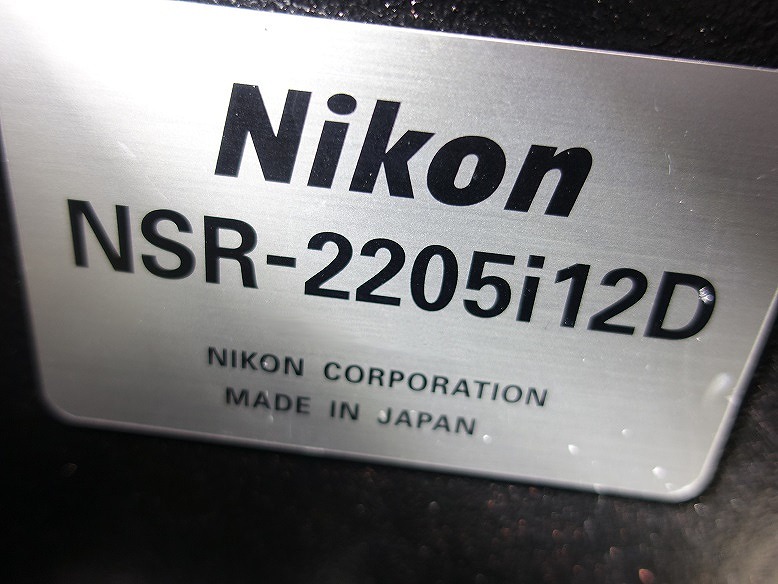 Nikon
NSR-2205i12D
NIKON CORPORATION
MADE IN JAPAN